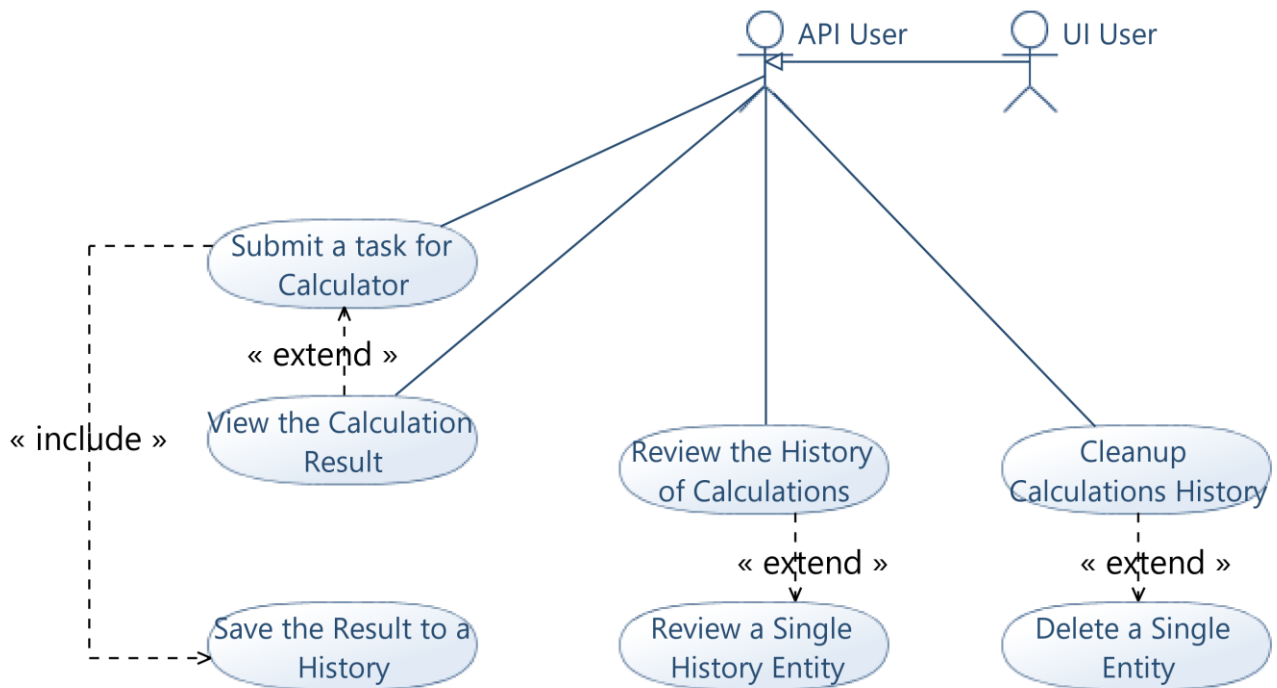 API User
UI User
Submit a task for
Calculator
« extend »
View the Calculation
Result
« include »
Review the History
of Calculations
Cleanup
Calculations History
« extend »
« extend »
Save the Result to a
History
Review a Single
History Entity
Delete a Single
Entity